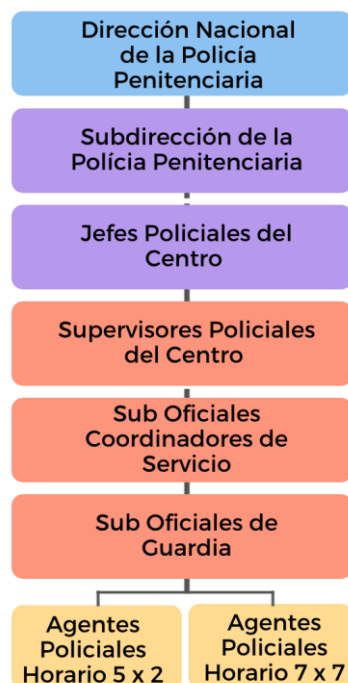 Dirección Nacional
de la Policía
Penitenciaria
Subdirección de la
Polícia Penitenciaria
Jefes Policiales del
Centro
Supervisores Policiales
del Centro
Sub Oficiales
Coordinadores de
Servicio
Sub Oficiales de
Guardia
Agentes
Policiales
Horario 5 x 2
Agentes
Policiales
Horario 7 x 7